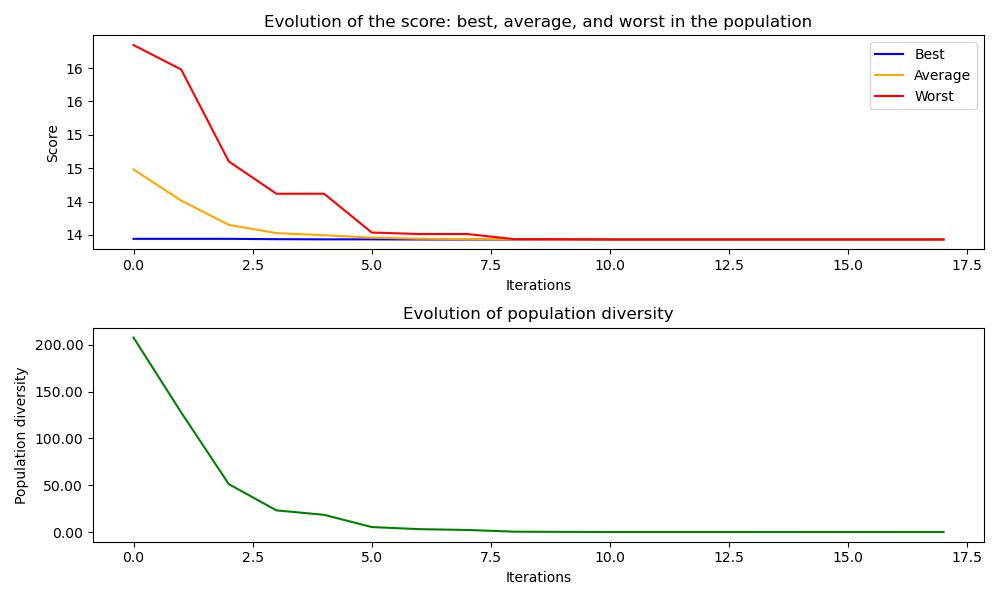 Evolution of the score: best, average, and worst in the population
16
16
15
15
14
14
Score
Best
Average
Worst
0.0 2.5 5.0 7.5 10.0 12.5 15.0 17.5
Iterations
Evolution of population diversity
200.00
150.00
100.00
50.00
0.00
Population diversity
0.0 2.5 5.0 7.5 10.0 12.5 15.0 17.5
Iterations